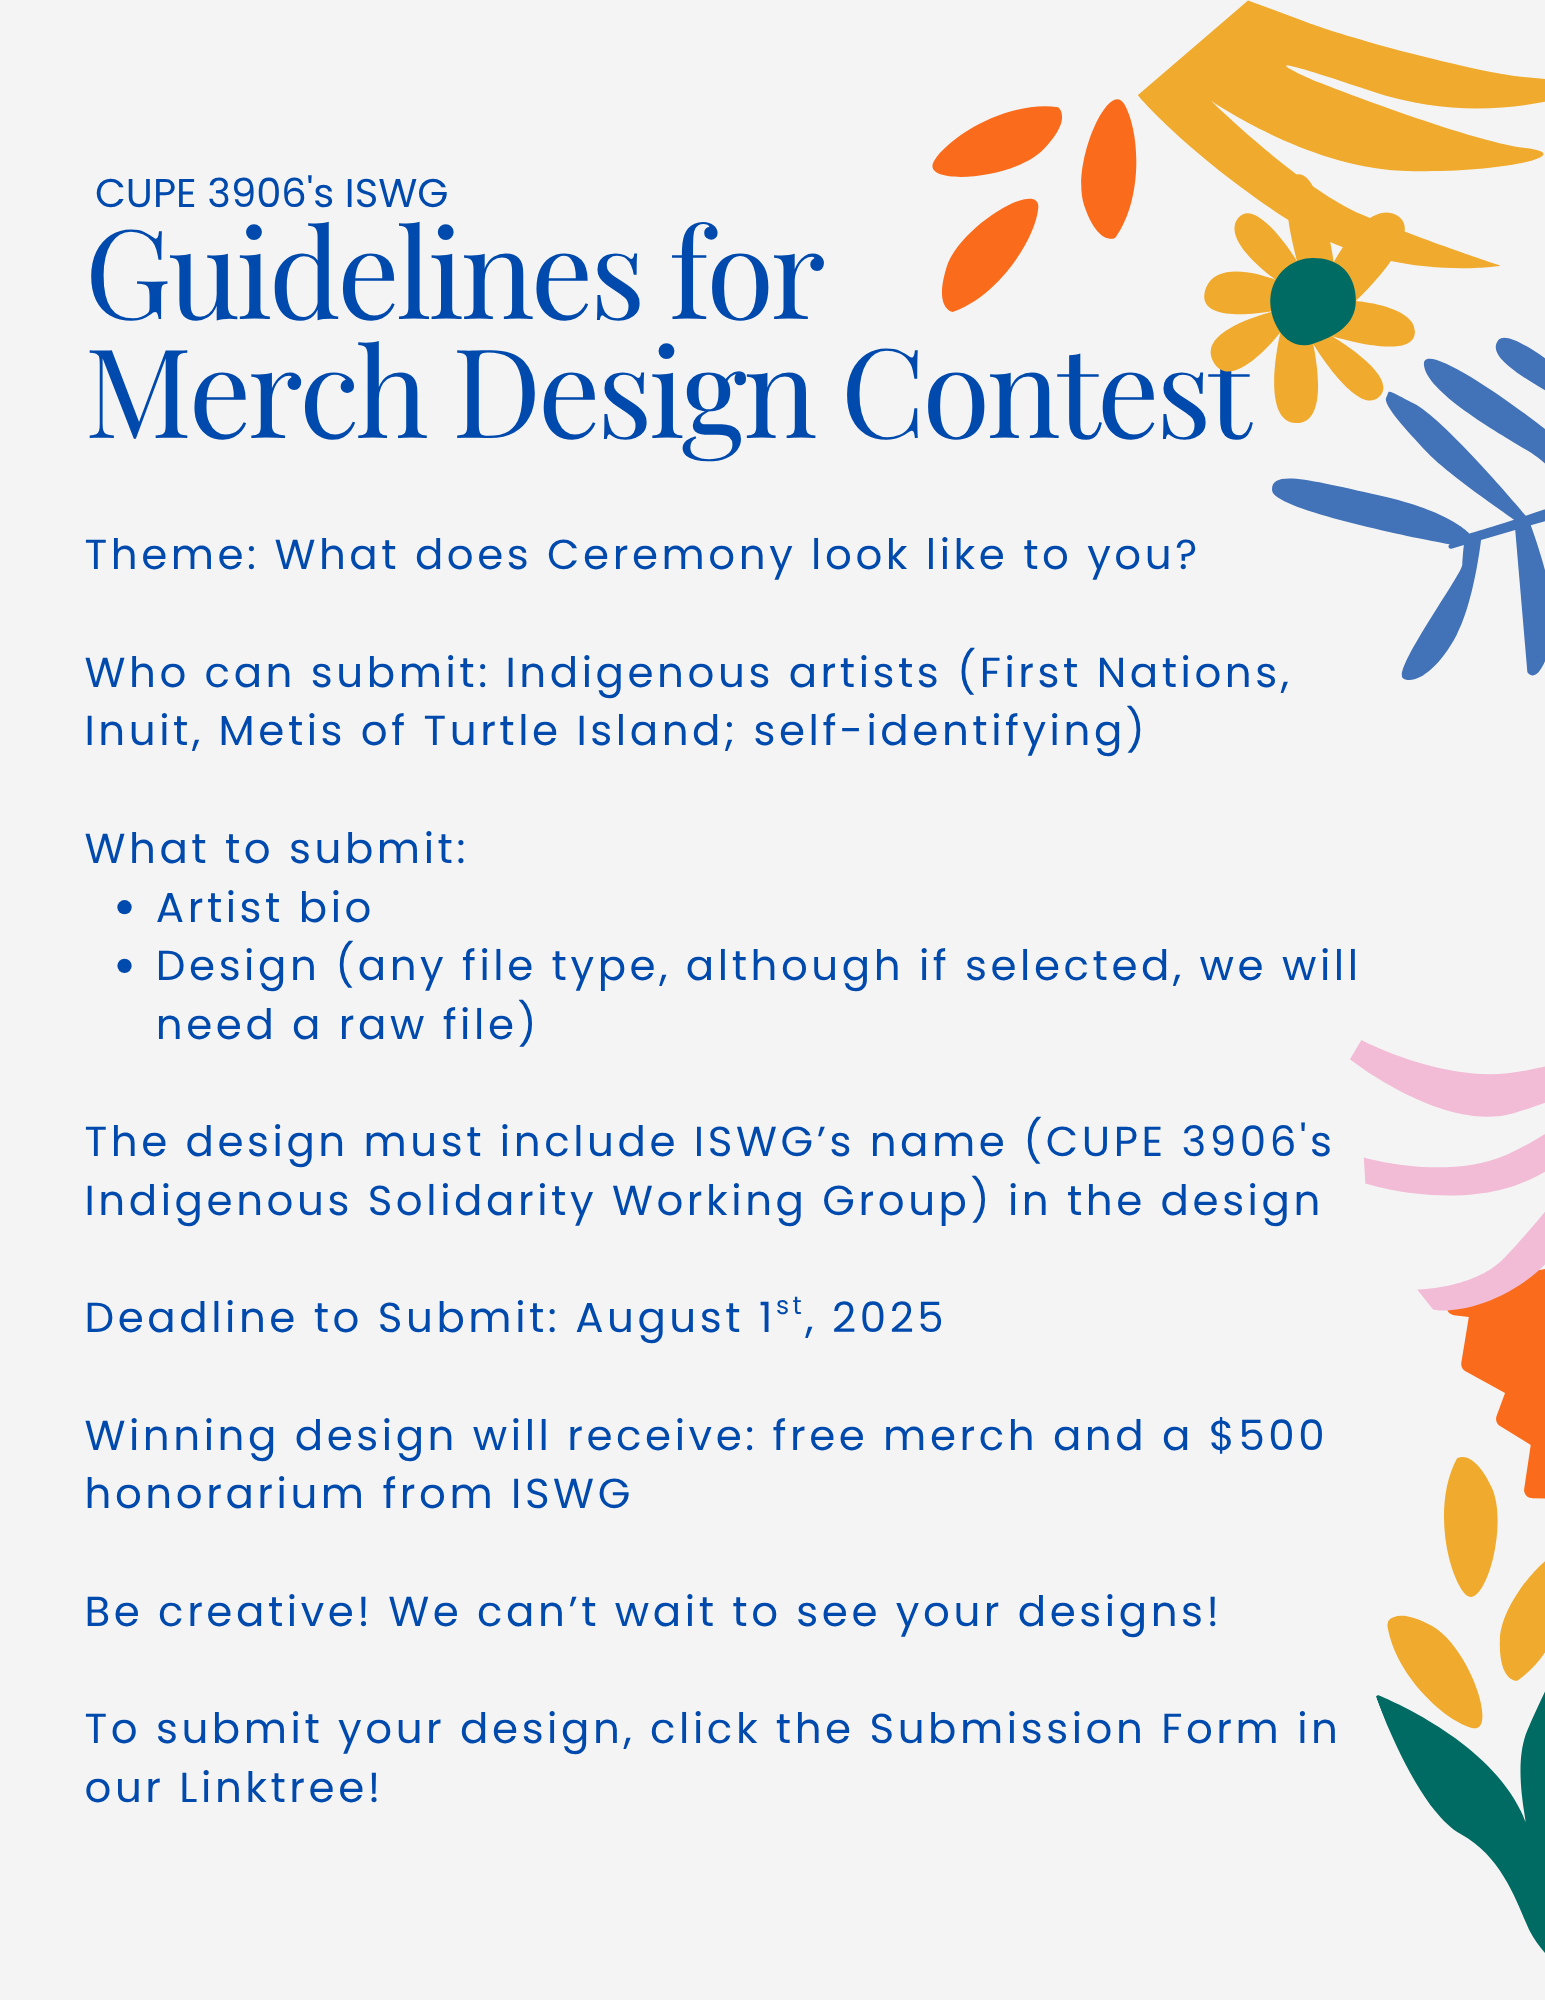 CUPE 3906's ISWG
Guidelines for
Merch Design Contest
Theme: What does Ceremony look like to you?
Who can submit: Indigenous artists (First Nations,
Inuit, Metis of Turtle Island; self-identifying)
What to submit:
• Artist bio
• Design (any file type, although if selected, we will
need a raw file)
The design must include ISWG’s name (CUPE 3906's
Indigenous Solidarity Working Group) in the design
Deadline to Submit: August 1st, 2025
Winning design will receive: free merch and a $500
honorarium from ISWG
Be creative! We can’t wait to see your designs!
To submit your design, click the Submission Form in
our Linktree!